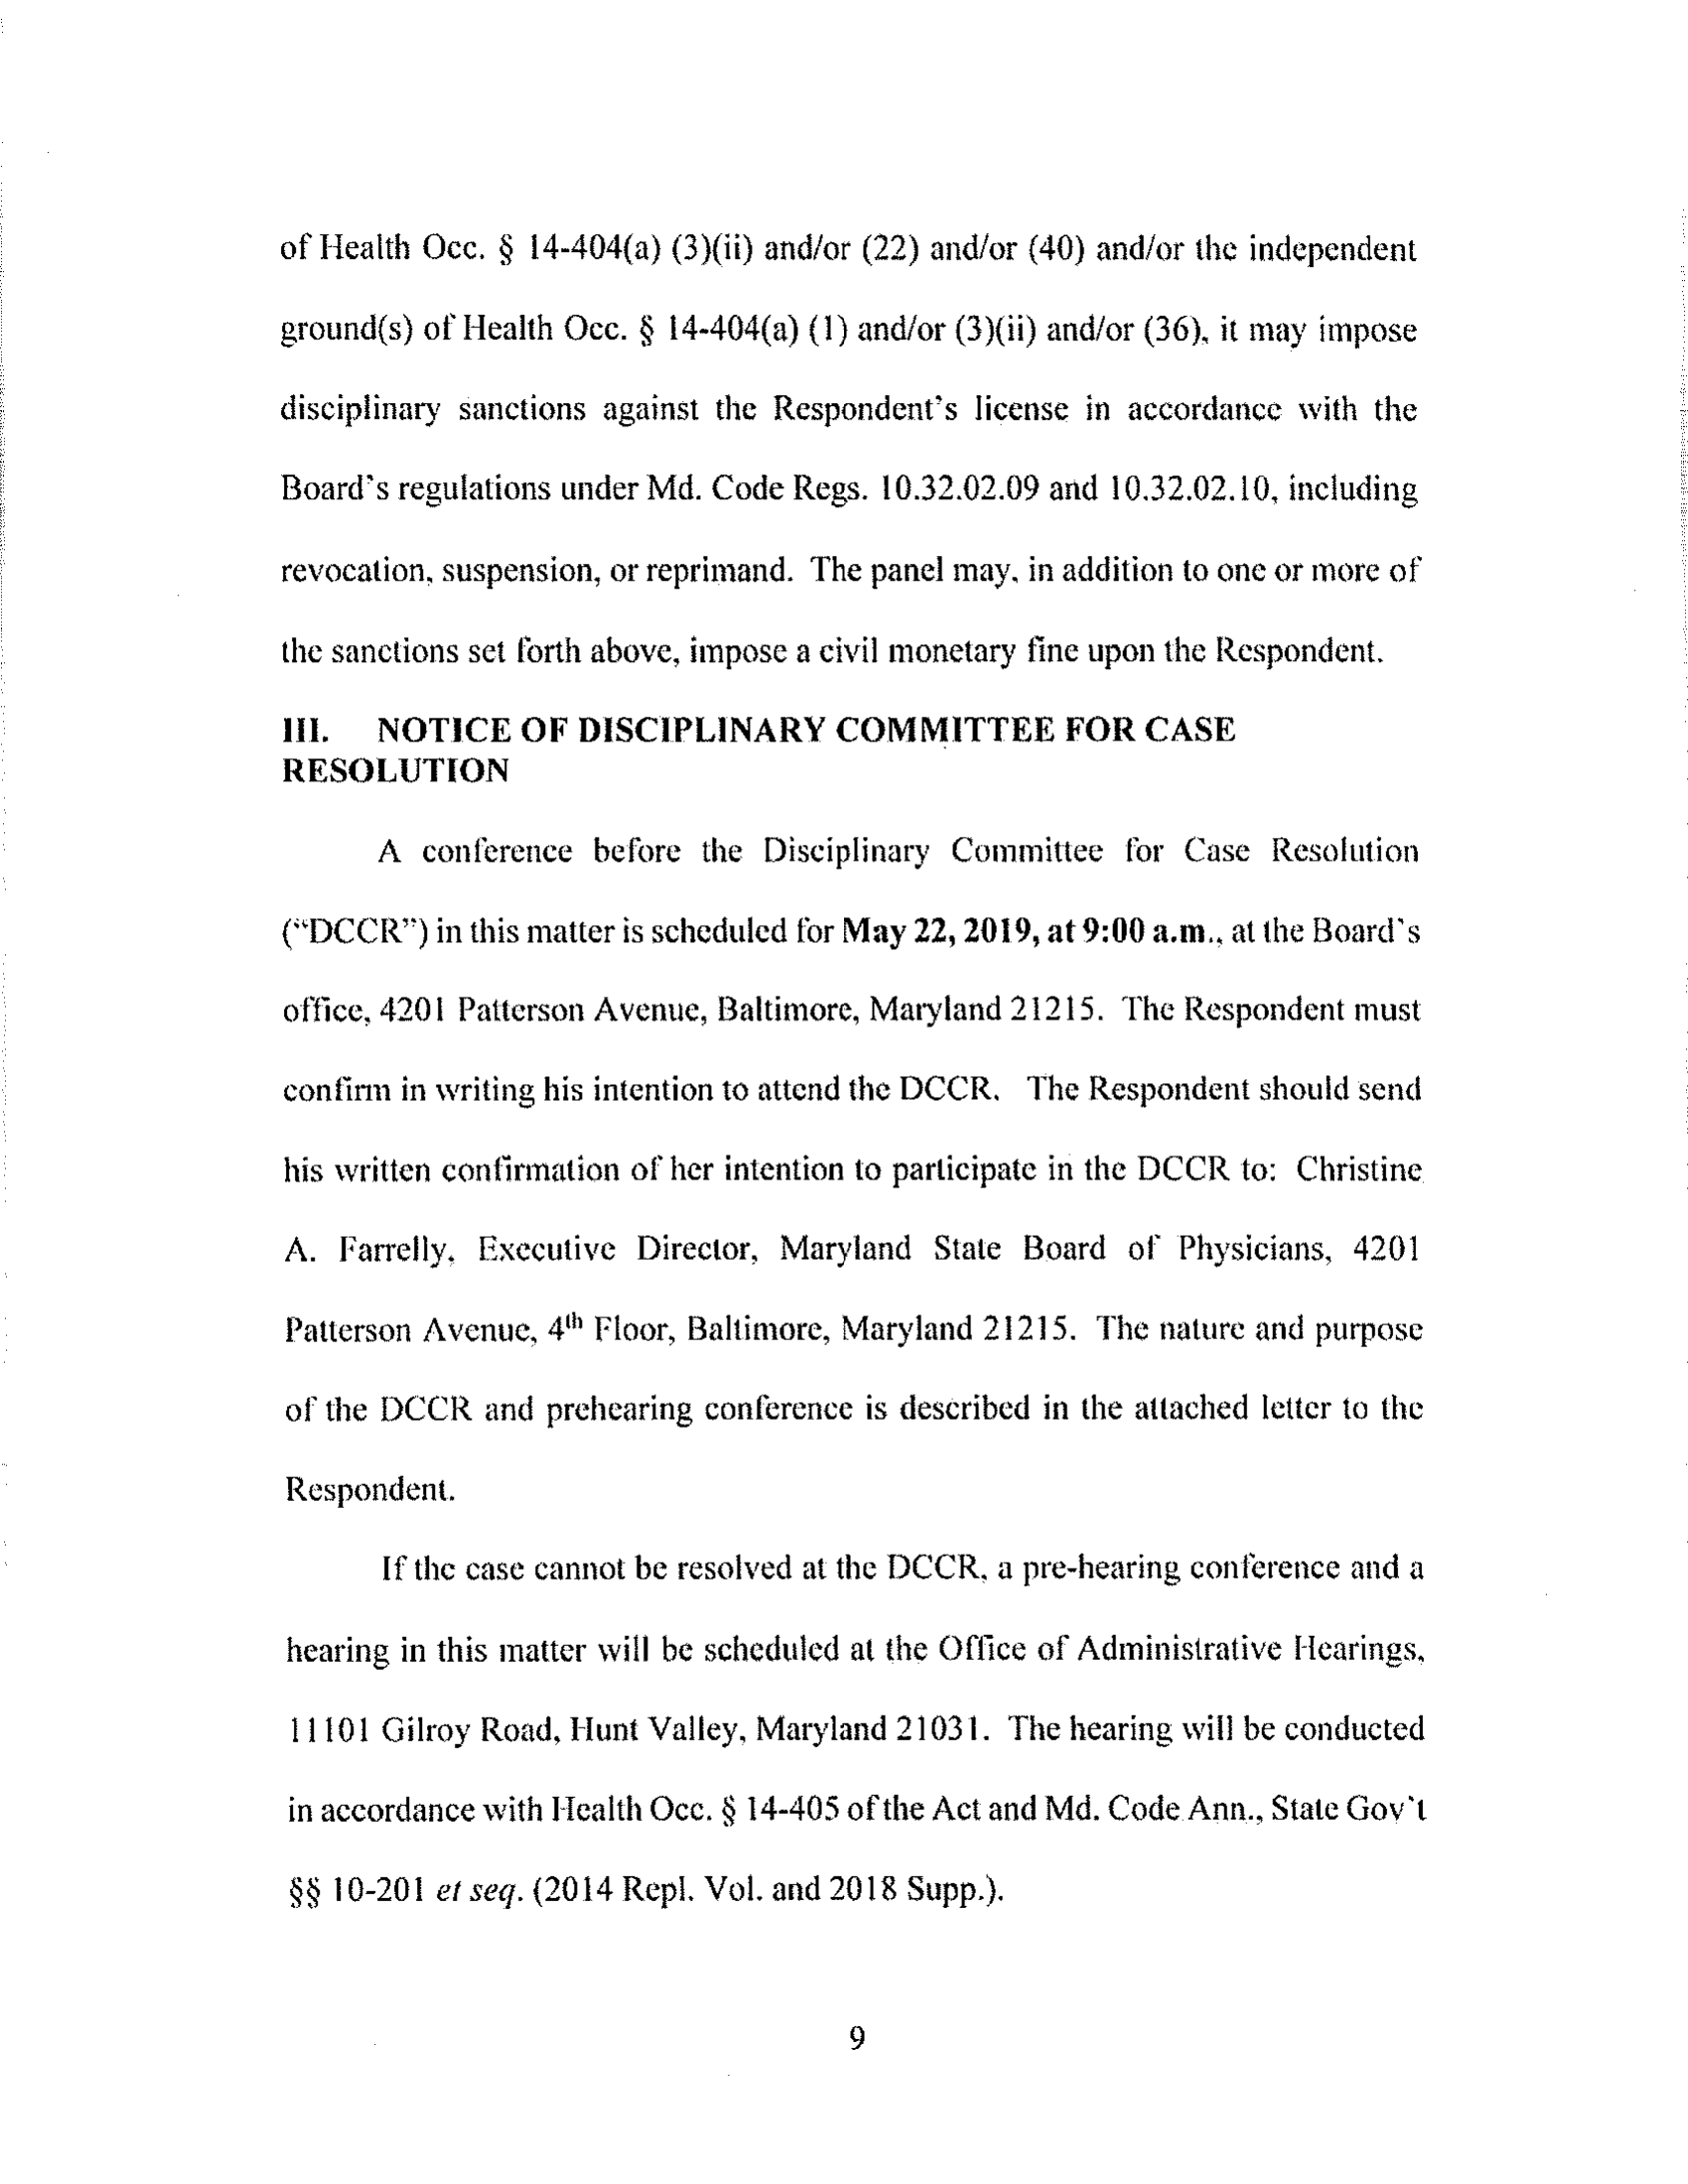 of Health Occ. § 14-404(a) (3)(ii) and/or (22) and/or (40) and/or the independent
ground(s) of Health Occ. § 14-404(a) (1) and/or (3)(ii) and/or (36), it may impose
disciplinary sanctions against the Respondent's license in accordance with the
Board's regulations under Md. Code Regs. 10.32.02.09 and 10.32.02.10, including
revocation, suspension, or reprimand. The panel may, in addition to one or more of
the sanctions set forth above, impose a civil monetary fine upon the Respondent.
III. NOTICE OF DISCIPLINARY COMMITTEE FOR CASE
RESOLUTION
A conference before the Disciplinary Committee for Case Resolution
("DCCR") in this matter is scheduled for May 22, 2019, at 9:00 a.m., at the Board's
office, 4201 Patterson Avenue, Baltimore, Maryland 21215. The Respondent must
confirm in writing his intention to attend the DCCR. The Respondent should send
his written confirmation of her intention to participate in the DCCR to: Christine
A. Farrelly, Executive Director, Maryland State Board of Physicians, 4201
Patterson Avenue, 4th Floor, Baltimore, Maryland 21215. The nature and purpose
of the DCCR and prehearing conference is described in the attached letter to the
Respondent.
If the case cannot be resolved at the DCCR, a pre-hearing conference and a
hearing in this matter will be scheduled at the Office of Administrative Hearings,
11101 Gilroy Road, Hunt Valley, Maryland 21031. The hearing will be conducted
in accordance with Health Occ. § 14-405 of the Act and Md. Code Ann., State Gov't
§§ 10-201 et seq. (2014 Repl. Vol. and 2018 Supp.).
9